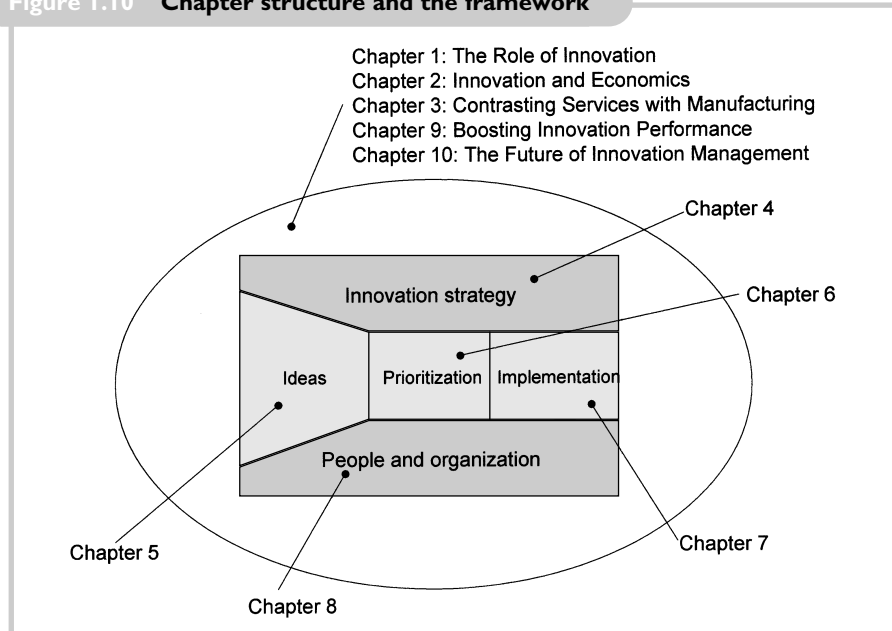 Figure 1.10 Chapter structure and the framework
Chapter 1: The Role of Innovation
Chapter 2: Innovation and Economics
Chapter 3: Contrasting Services with Manufacturing
Chapter 9: Boosting Innovation Performance
Chapter 10: The Future of Innovation Management
Chapter 4
Innovation strategy
Chapter 6
Ideas
Prioritization
Implementation
People and organization
Chapter 5
Chapter 7
Chapter 8